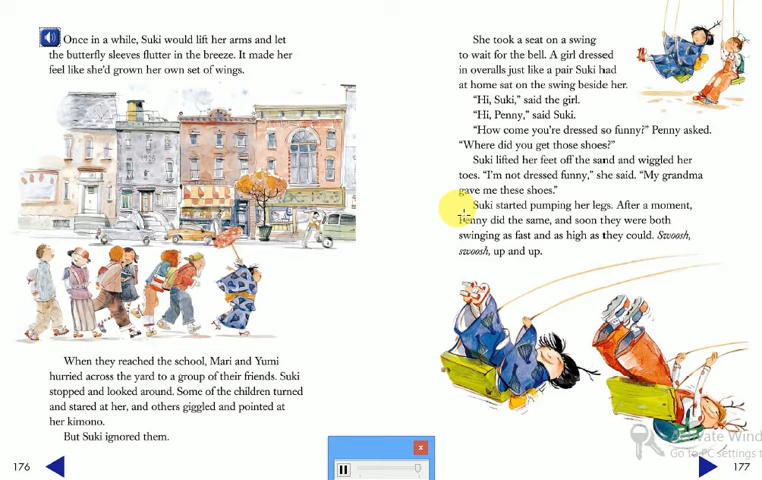 Once in a while, Suki would lift her arms and let
the butterfly sleeves flutter in the breeze. It made her
feel like she'd grown her own set of wings.
When they reached the school, Mari and Yumi
hurried across the yard to a group of their friends. Suki
stopped and looked around. Some of the children turned
and stared at her, and others giggled and pointed at
her kimono.
But Suki ignored them.
176
She took a seat on a swing
to wait for the bell. A girl dressed
in overalls just like a pair Suki had
at home sat on the swing beside her.
"Hi, Suki," said the girl.
"Hi, Penny," said Suki.
"How come you're dressed so funny?" Penny asked.
"Where did you get those shoes?"
Suki lifted her feet off the sand and wiggled her
toes. "I'm not dressed funny," she said. "My grandma
gave me these shoes."
Suki started pumping her legs. After a moment,
Penny did the same, and soon they were both
swinging as fast and as high as they could. Swoosh,
swoosh, up and up.
Activate Wind
Go to PC settings t
177
x